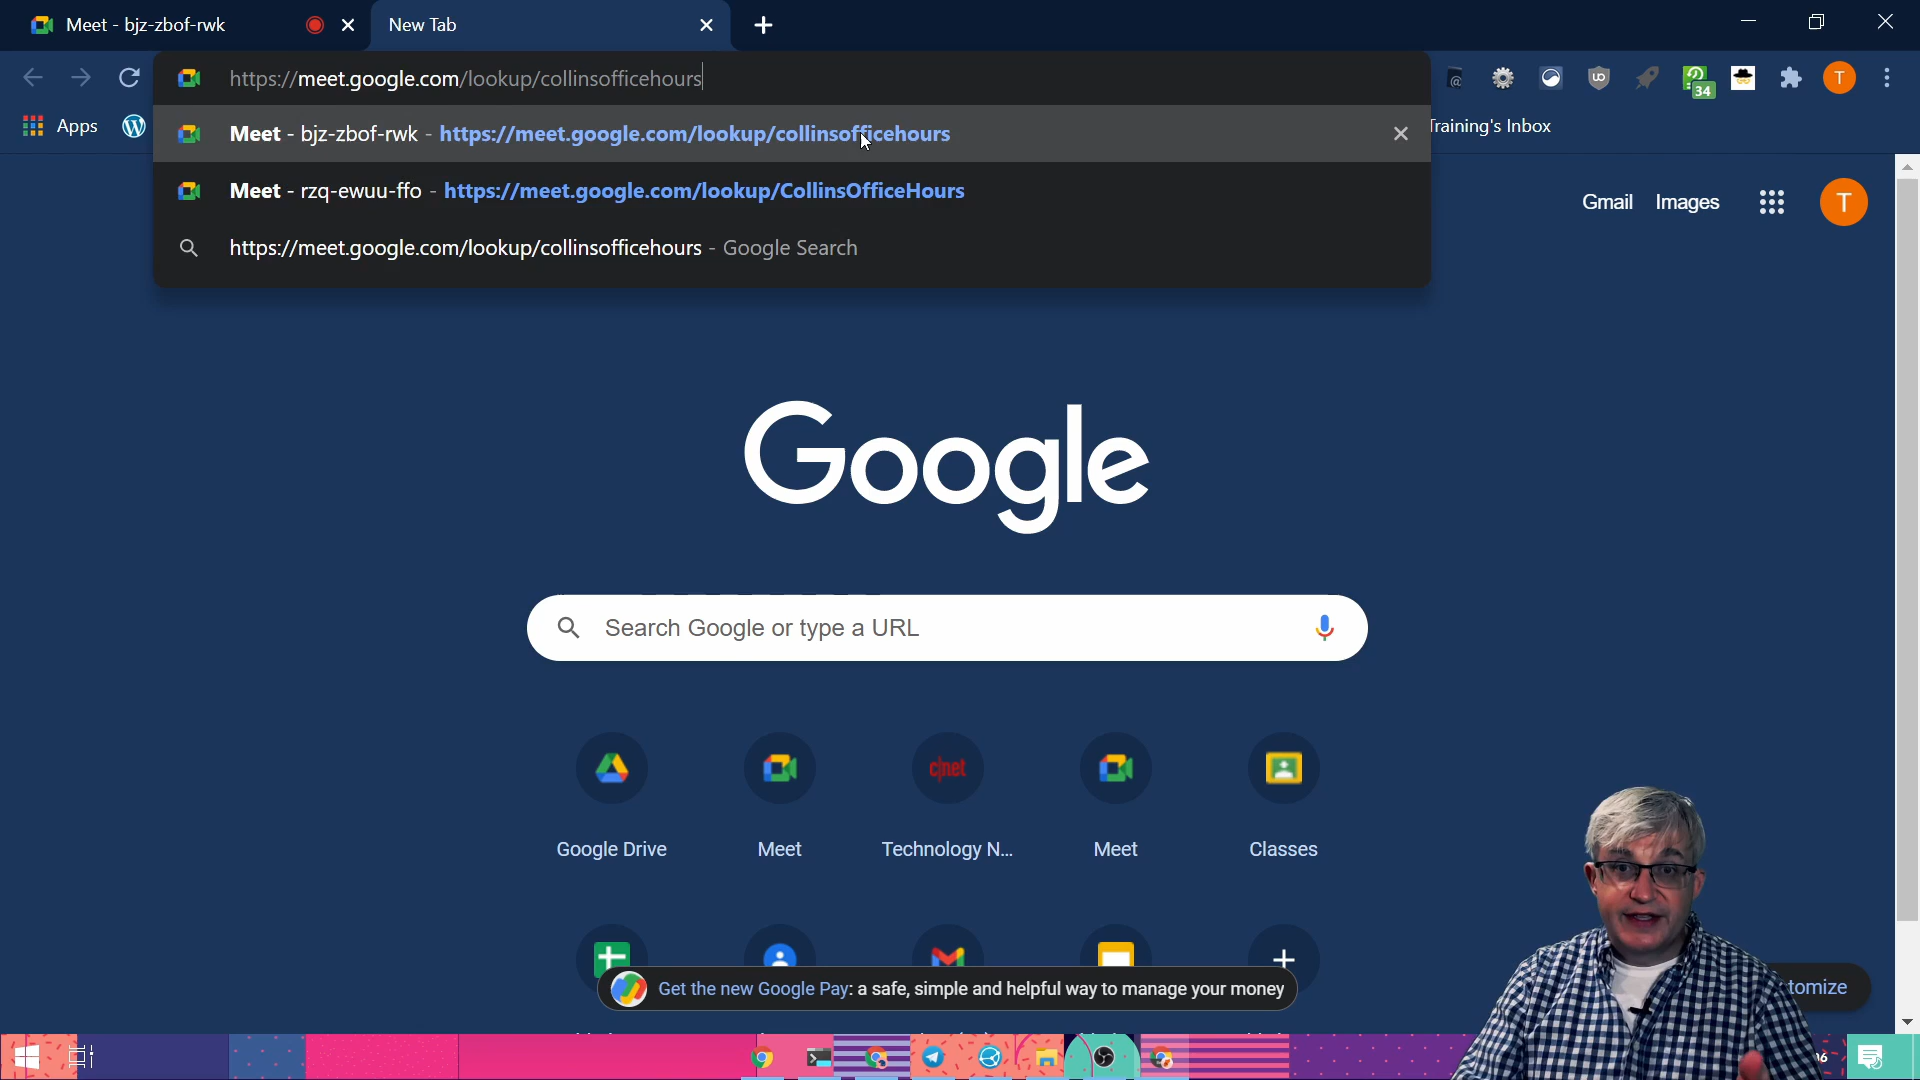 Meet - bjz-zbof-rwk
New Tab
https://meet.google.com/lookup/collinsofficehours
Apps
Meet - bjz-zbof-rwk - https://meet.google.com/lookup/collinsofficehours
Training's Inbox
Meet - rzq-ewuu-ffo - https://meet.google.com/lookup/CollinsOfficeHours
https://meet.google.com/lookup/collinsofficehours - Google Search
34
T
Gmail
Images
T
Google
Search Google or type a URL
c|net
Google Drive
Meet
Technology N...
Meet
Classes
Get the new Google Pay: a safe, simple and helpful way to manage your money
tomize